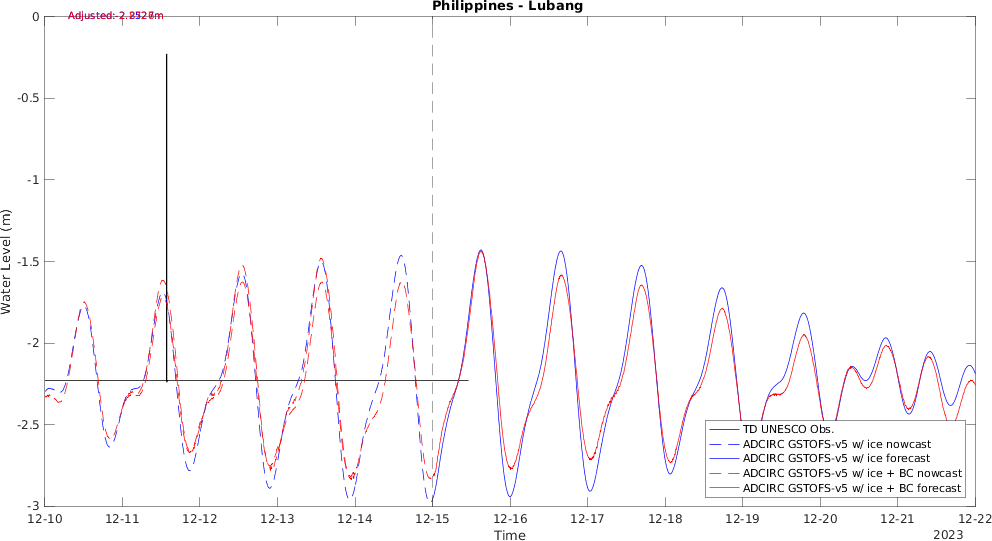 Philippines - Lubang
Adjusted:
0
-0.5
-1
-1.5
-2
-2.5
-3
Water Level (m)
12-10 12-11 12-12 12-13 12-14 12-15 12-16 12-17 12-18 12-19 12-20 12-21 12-22
Time
2023
TD UNESCO Obs.
ADCIRC GSTOFS-v5 w/ ice nowcast
ADCIRC GSTOFS-v5 w/ ice forecast
ADCIRC GSTOFS-v5 w/ ice + BC nowcast
ADCIRC GSTOFS-v5 w/ ice + BC forecast